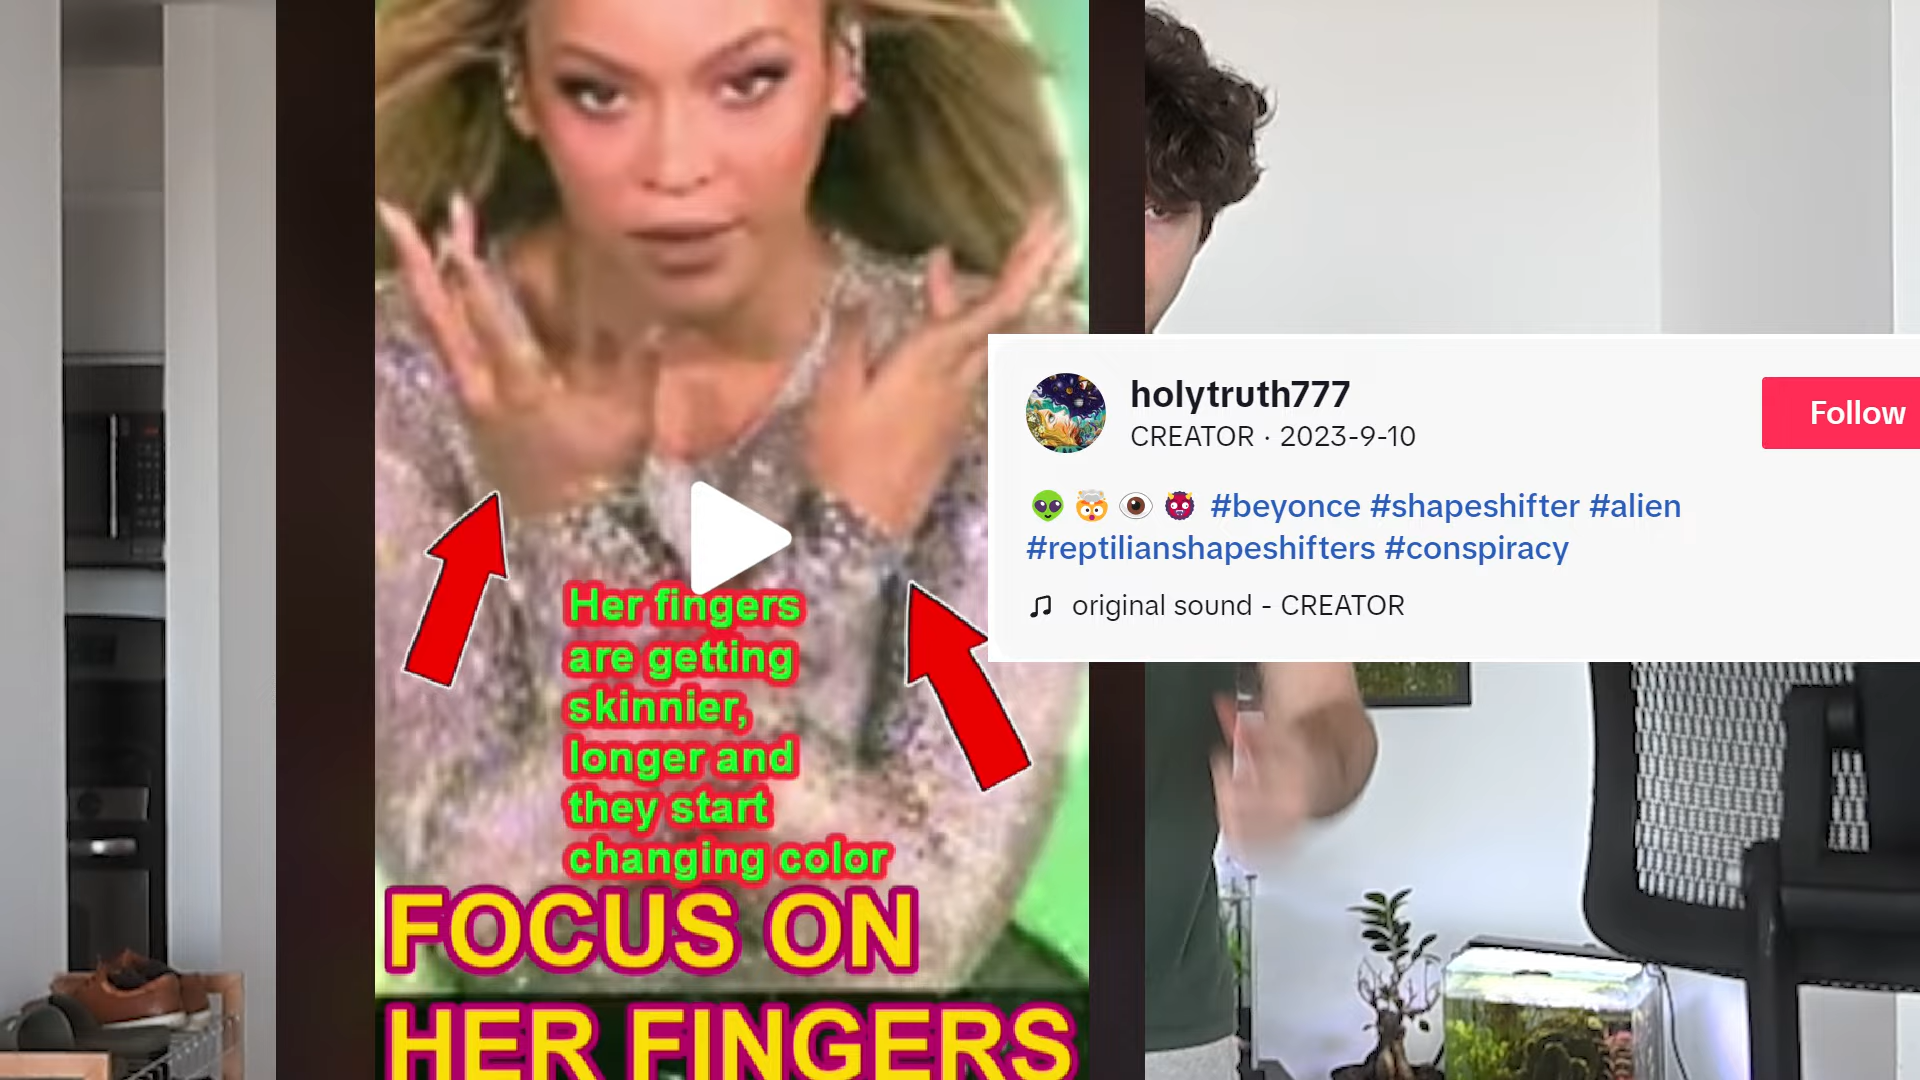 Her fingers
are getting
skinnier,
longer and
they start
changing color
FOCUS ON
HER FINGERS
holytruth777
CREATOR · 2023-9-10
Follow
👽 🤯 👁️ 👿 #beyonce #shapeshifter #alien
#reptilianshapeshifters #conspiracy
original sound - CREATOR